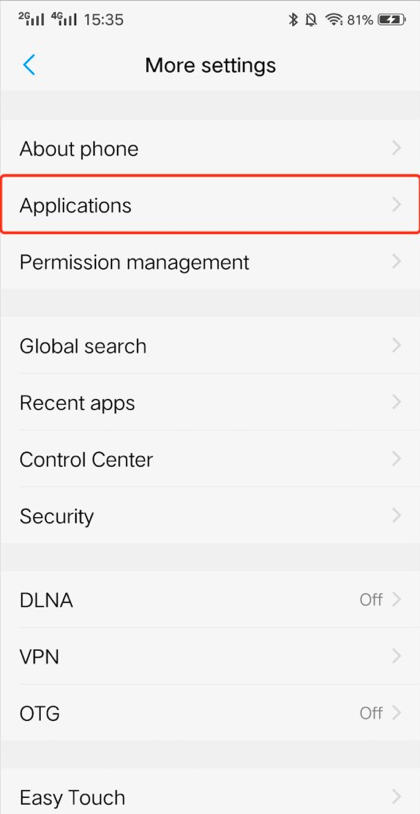 2G 4G 15:35 81%
More settings
About phone
Applications
Permission management
Global search
Recent apps
Control Center
Security
DLNA Off
VPN
OTG Off
Easy Touch